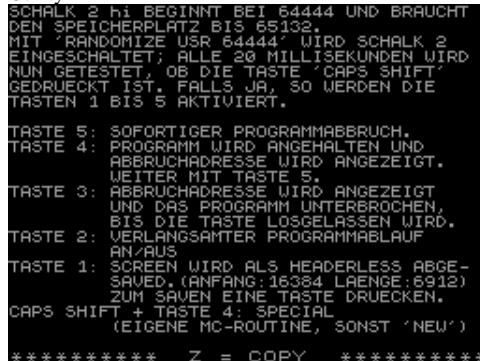 SCHALK 2 hi BEGINNT BEI 64444 UND BRAUCHT
DEN SPEICHERPLATZ BIS 65132.
MIT 'RANDOMIZE USR 64444' WIRD SCHALK 2
EINGESCHALTET; ALLE 20 MILLISEKUNDEN WIRD
NUN GETESTET, OB DIE TASTE 'CAPS SHIFT'
GEDRUECKT IST. FALLS JA, SO WERDEN DIE
TASTEN 1 BIS 5 AKTIVIERT.
TASTE 5: SOFORTIGER PROGRAMMABBRUCH.
TASTE 4: PROGRAMM WIRD ANGEHALTEN UND
ABBRUCHADRESSE WIRD ANGEZEIGT.
WEITER MIT TASTE 5.
TASTE 3: ABBRUCHADRESSE WIRD ANGEZEIGT
UND DAS PROGRAMM UNTERBROCHEN,
BIS DIE TASTE LOSGELASSEN WIRD.
TASTE 2: VERLANGSAMTER PROGRAMMABLAUF
AN/AUS
TASTE 1: SCREEN WIRD ALS HEADERLESS ABGE-
SAVED.(ANFANG:16384 LAENGE:6912)
ZUM SAVEN EINE TASTE DRUECKEN.
CAPS SHIFT + TASTE 4: SPECIAL
(EIGENE MC-ROUTINE, SONST 'NEW')
********** Z = COPY **********